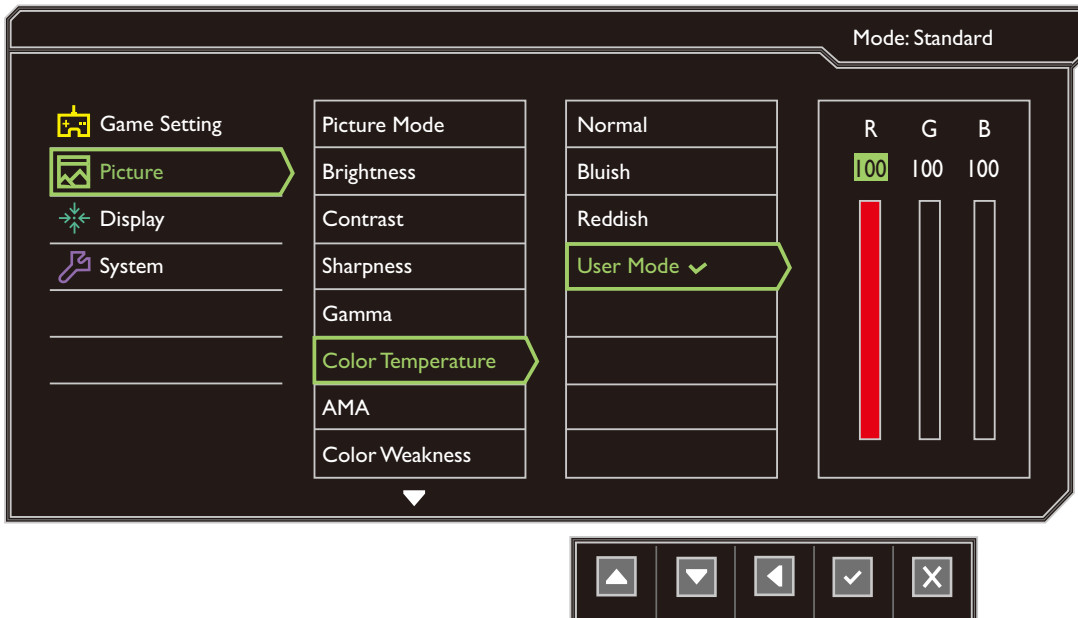 Mode: Standard
Game Setting
Picture
Display
System
Picture Mode
Brightness
Contrast
Sharpness
Gamma
Color Temperature
AMA
Color Weakness
Normal
Bluish
Reddish
User Mode
R G B
100 100 100